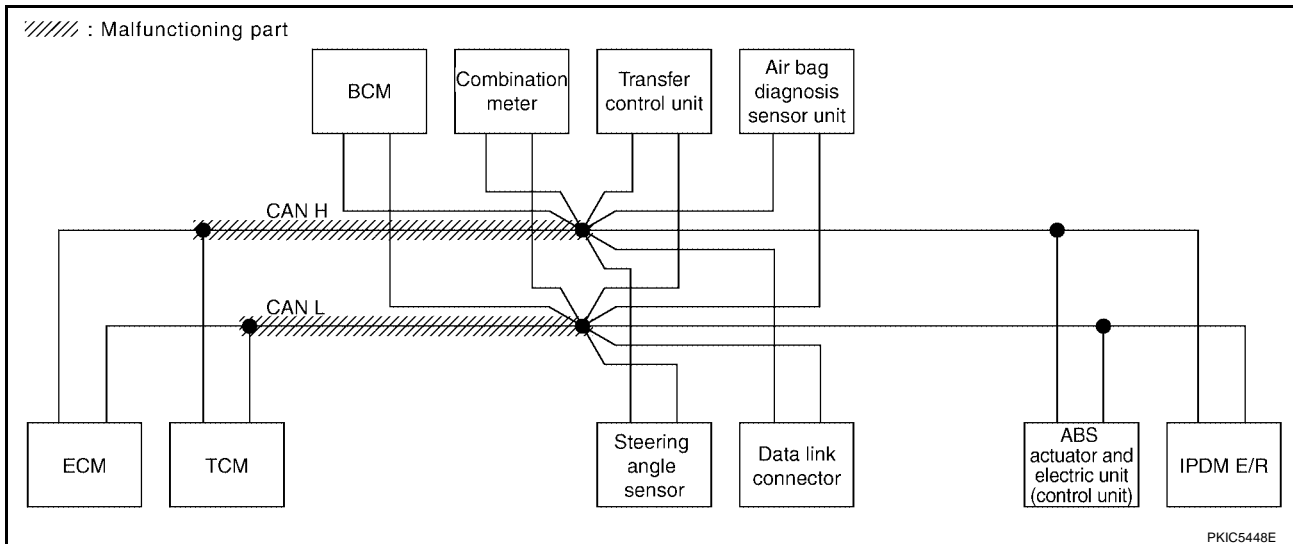 : Malfunctioning part
BCM
Combination
meter
Transfer
control unit
Air bag
diagnosis
sensor unit
CAN H
CAN L
ECM
TCM
Steering
angle
sensor
Data link
connector
ABS
actuator and
electric unit
(control unit)
IPDM E/R
PKIC5448E